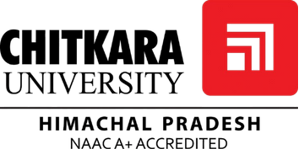 CHITKARA
UNIVERSITY
HIMACHAL PRADESH
NAAC A+ ACCREDITED